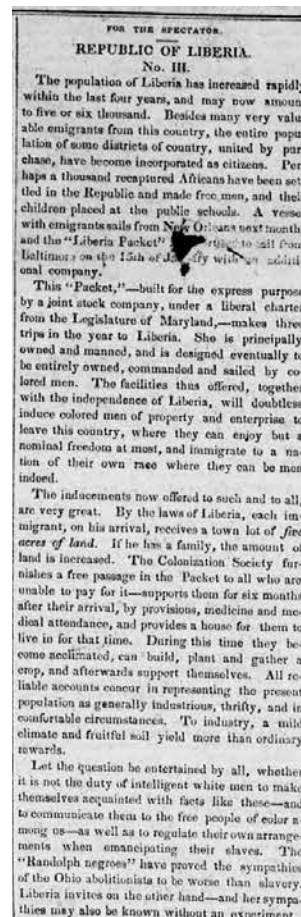 FOR THE SPECTATOR.
REPUBLIC OF LIBERIA.
No. III.
The population of Liberia has increased rapidly
within the last four years, and may now amount
to five or six thousand. Besides many very valu
able emigrants from this country, the entire popu
lation of some districts of country, united by pur
chase, have become incorporated as citizens. Per
haps a thousand recaptured Africans have been set
tled in the Republic and made free men, and their
children placed at the public schools. A vesse
with emigrants sails from New Orleans next month
and the "Liberia Packet" to sail from
Baltimore on the 15th of with an additi
onal company.
This "Packet,"—built for the express purpose
by a joint stock company, under a liberal charte
from the Legislature of Maryland,—makes three
trips in the year to Liberia. She is principally
owned and manned, and is designed eventually to
be entirely owned, commanded and sailed by co
lored men. The facilities thus offered, together
with the independence of Liberia, will doubtless
induce colored men of property and enterprise to
leave this country, where they can enjoy but a
nominal freedom at most, and immigrate to a na
tion of their own race where they can be men
indeed.
The inducements now offered to such and to all,
are very great. By the laws of Liberia, each im
migrant, on his arrival, receives a town lot of five
acres of land. If he has a family, the amount of
land is increased. The Colonization Society fur-
nishes a free passage in the Packet to all who are
unable to pay for it—supports them for six months
after their arrival, by provisions, medicine and me
dical attendance, and provides a house for them to
live in for that time. During this time they be-
come acclimated, can build, plant and gather a
crop, and afterwards support themselves. All re-
liable accounts concur in representing the present
population as generally industrious, thrifty, and in
comfortable circumstances. To industry, a mild
climate and fruitful soil yield more than ordinary
rewards.
Let the question be entertained by all, whether
it is not the duty of intelligent white men to make
themselves acquainted with facts like these—and
to communicate them to the free people of color a-
mong us—as well as to regulate their own arrange-
ments when emancipating their slaves. The
"Randolph negroes" have proved the sympathies
of the Ohio abolitionists to be worse than slavery.
Liberia invites on the other hand—and her sympa
thies may also be known without an experiment